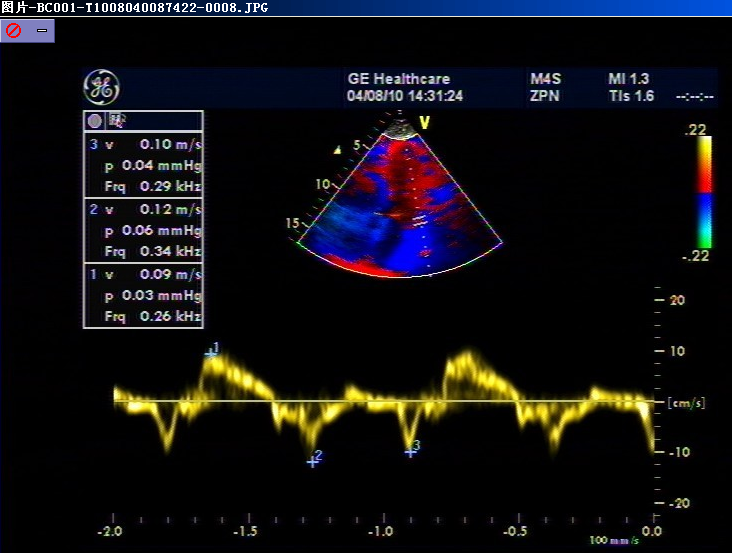 图片-BC001-T1008040087422-0008.JPG
GE Healthcare
04/08/10 14:31:24
M4S
ZPN
MI 1.3
TIs 1.6
--:--:--
3 v 0.10 m/s
p 0.04 mmHg
Frq 0.29 kHz
2 v 0.12 m/s
p 0.06 mmHg
Frq 0.34 kHz
1 v 0.09 m/s
p 0.03 mmHg
Frq 0.26 kHz
V
5
10
15
.22
-.22
20
10
[cm/s]
-10
-20
1
2
3
-2.0
-1.5
-1.0
-0.5
0.0
100 mm/s